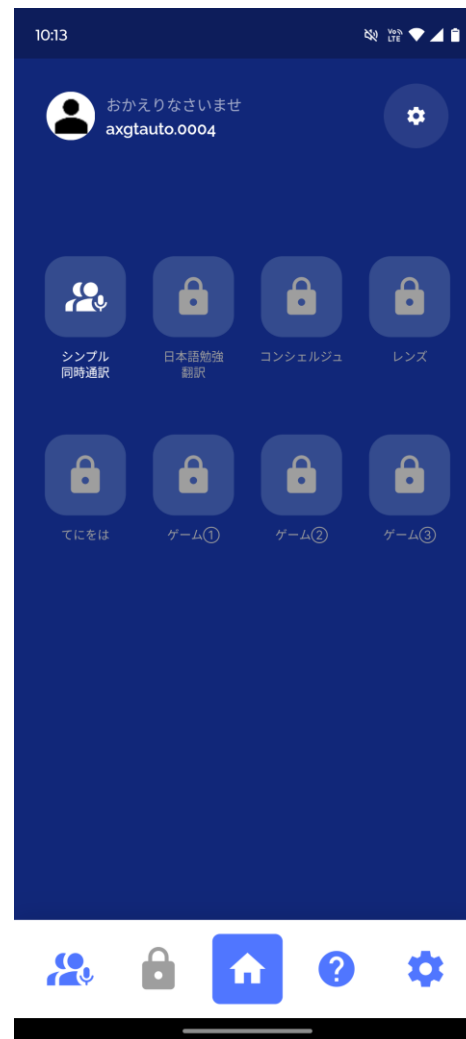 10:13
Vo))
LTE
おかえりなさいませ
axgtauto.0004
シンプル
同時通訳
日本語勉強
翻訳
コンシェルジュ
レンズ
てにをは
ゲーム①
ゲーム②
ゲーム③
?